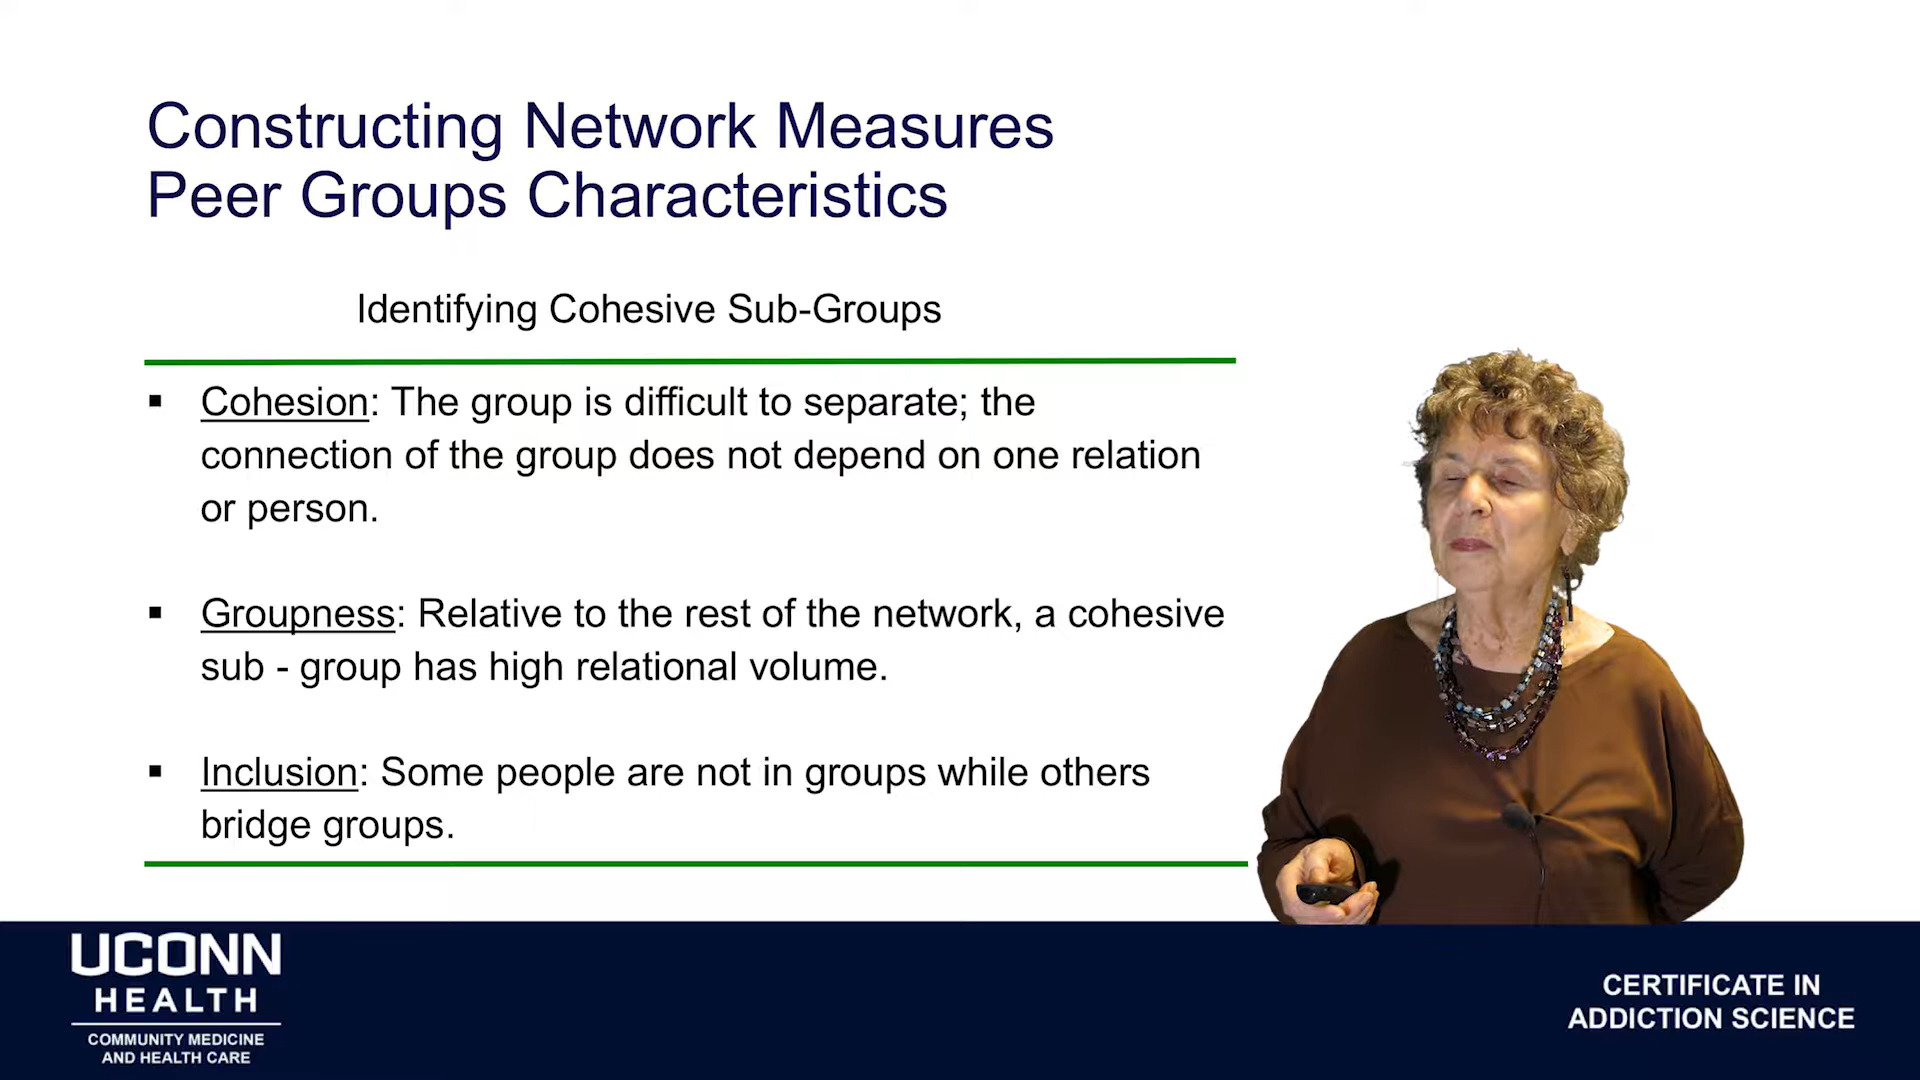 Constructing Network Measures
Peer Groups Characteristics
Identifying Cohesive Sub-Groups
▪ Cohesion: The group is difficult to separate; the
connection of the group does not depend on one relation
or person.
▪ Groupness: Relative to the rest of the network, a cohesive
sub - group has high relational volume.
▪ Inclusion: Some people are not in groups while others
bridge groups.
UCONN
HEALTH
COMMUNITY MEDICINE
AND HEALTH CARE
CERTIFICATE IN
ADDICTION SCIENCE